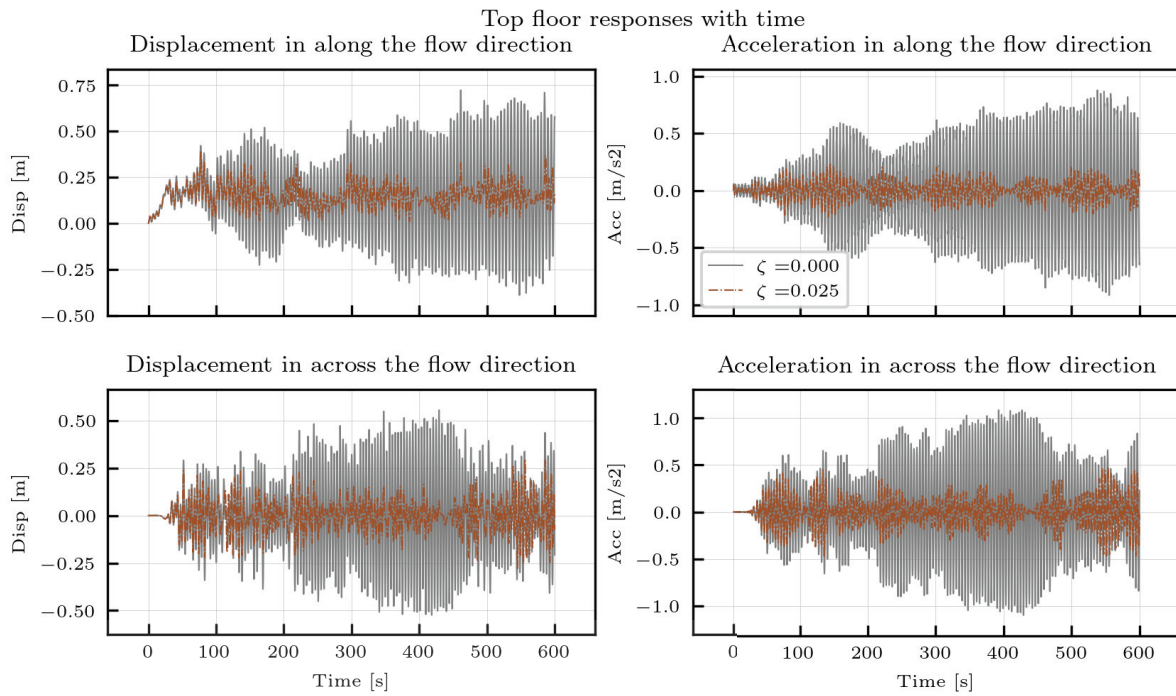 Top floor responses with time
Displacement in along the flow direction
Acceleration in along the flow direction
0.75
0.50
0.25
0.00
−0.25
−0.50
Disp [m]
1.0
0.5
0.0
−0.5
−1.0
Acc [m/s2]
ζ =0.000
ζ =0.025
Displacement in across the flow direction
Acceleration in across the flow direction
0.50
0.25
0.00
−0.25
−0.50
Disp [m]
0 100 200 300 400 500 600
Time [s]
1.0
0.5
0.0
−0.5
−1.0
Acc [m/s2]
0 100 200 300 400 500 600
Time [s]